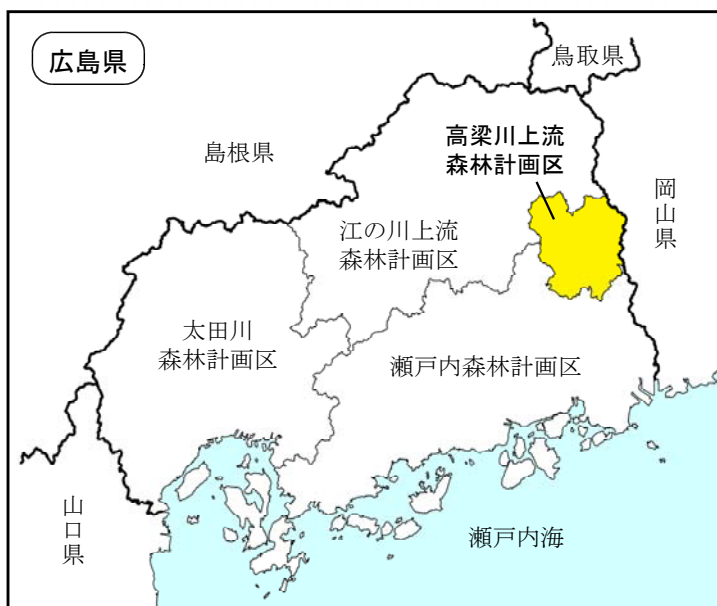 広島県
鳥取県
島根県
高梁川上流
森林計画区
岡山県
江の川上流
森林計画区
太田川
森林計画区
瀬戸内森林計画区
山口県
瀬戸内海